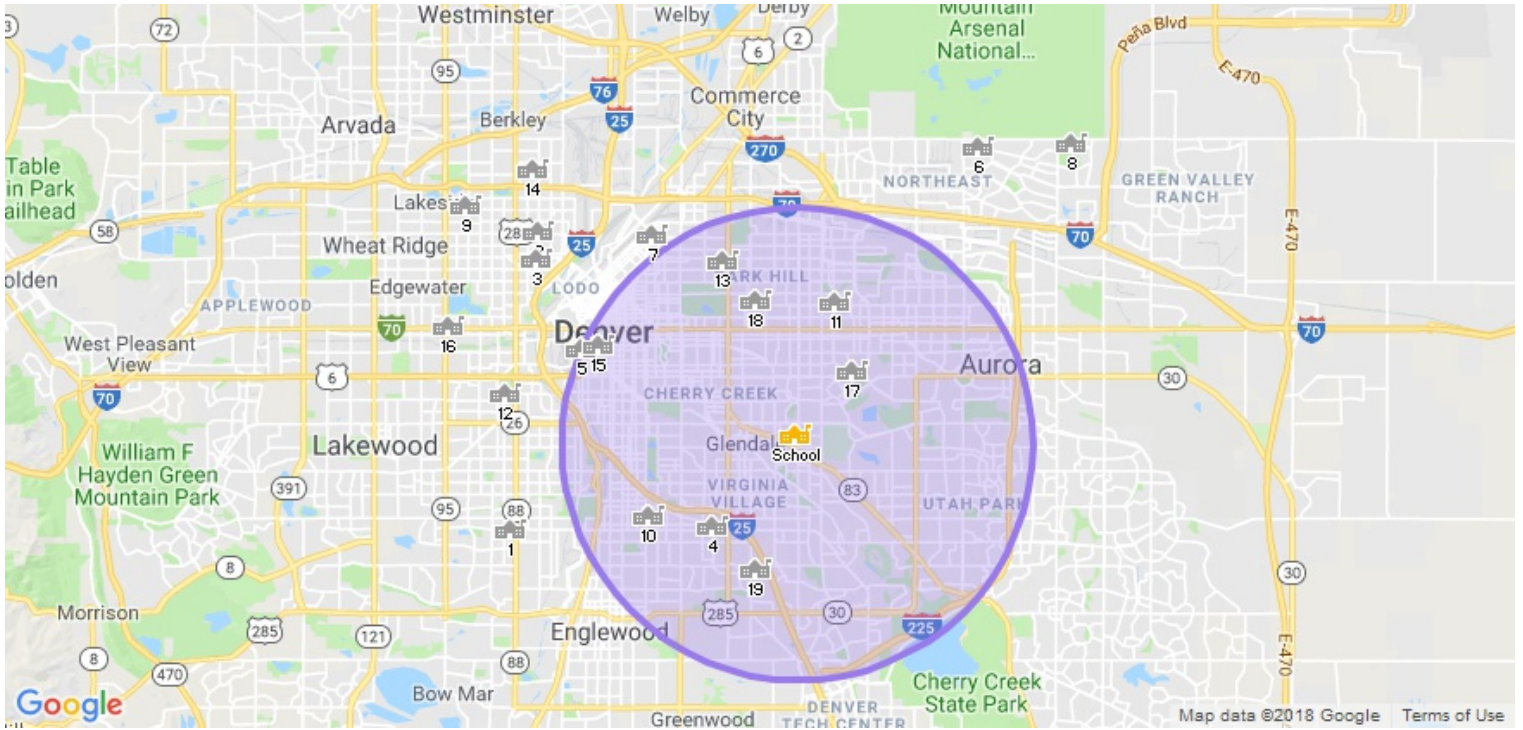 3
72
Westminster
Welby
Derby
Mountain
Arsenal
National...
Peña Blvd
E-470
6
2
95
76
Commerce
City
Arvada
Berkley
25
270
6
8
Table
in Park
ailhead
14
NORTHEAST
GREEN VALLEY
RANCH
Lakes
9
70
58
Wheat Ridge
25
7
70
E-470
olden
3
LODO
13
ARK HILL
Edgewater
APPLEWOOD
18
11
70
16
Denver
70
West Pleasant
View
5
15
Aurora
6
30
70
CHERRY CREEK
17
12
26
Lakewood
Glendal
School
William F
Hayden Green
Mountain Park
391
VIRGINIA
VILLAGE
83
UTAH PARK
95
88
1
10
4
25
8
19
30
Morrison
285
121
Englewood
285
30
225
E-470
8
470
88
Bow Mar
Cherry Creek
State Park
Google
Greenwood
DENVER
TECH CENTER
Map data ©2018 Google
Terms of Use